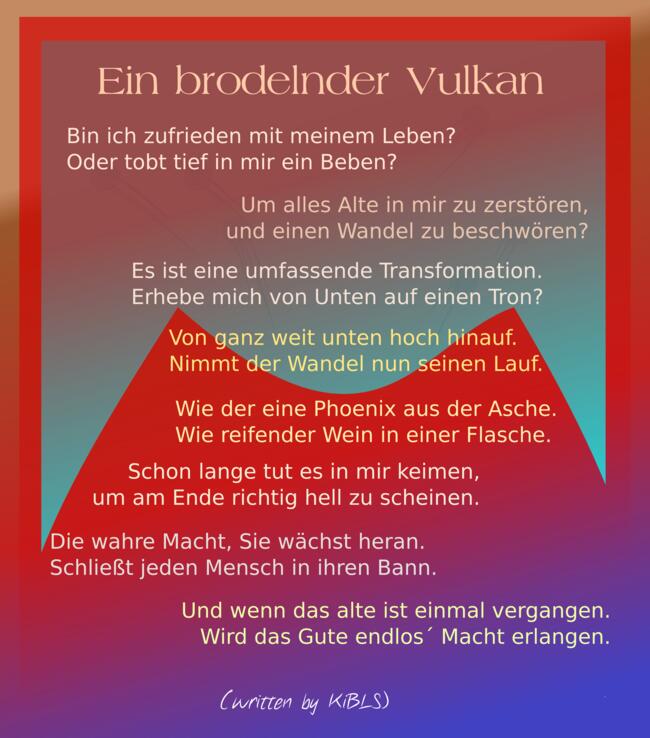 Ein brodelnder Vulkan
Bin ich zufrieden mit meinem Leben?
Oder tobt tief in mir ein Beben?
Um alles Alte in mir zu zerstören,
und einen Wandel zu beschwören?
Es ist eine umfassende Transformation.
Erhebe mich von Unten auf einen Tron?
Von ganz weit unten hoch hinauf.
Nimmt der Wandel nun seinen Lauf.
Wie der eine Phoenix aus der Asche.
Wie reifender Wein in einer Flasche.
Schon lange tut es in mir keimen,
um am Ende richtig hell zu scheinen.
Die wahre Macht, Sie wächst heran.
Schließt jeden Mensch in ihren Bann.
Und wenn das alte ist einmal vergangen.
Wird das Gute endlos´ Macht erlangen.
(written by KiBLS)